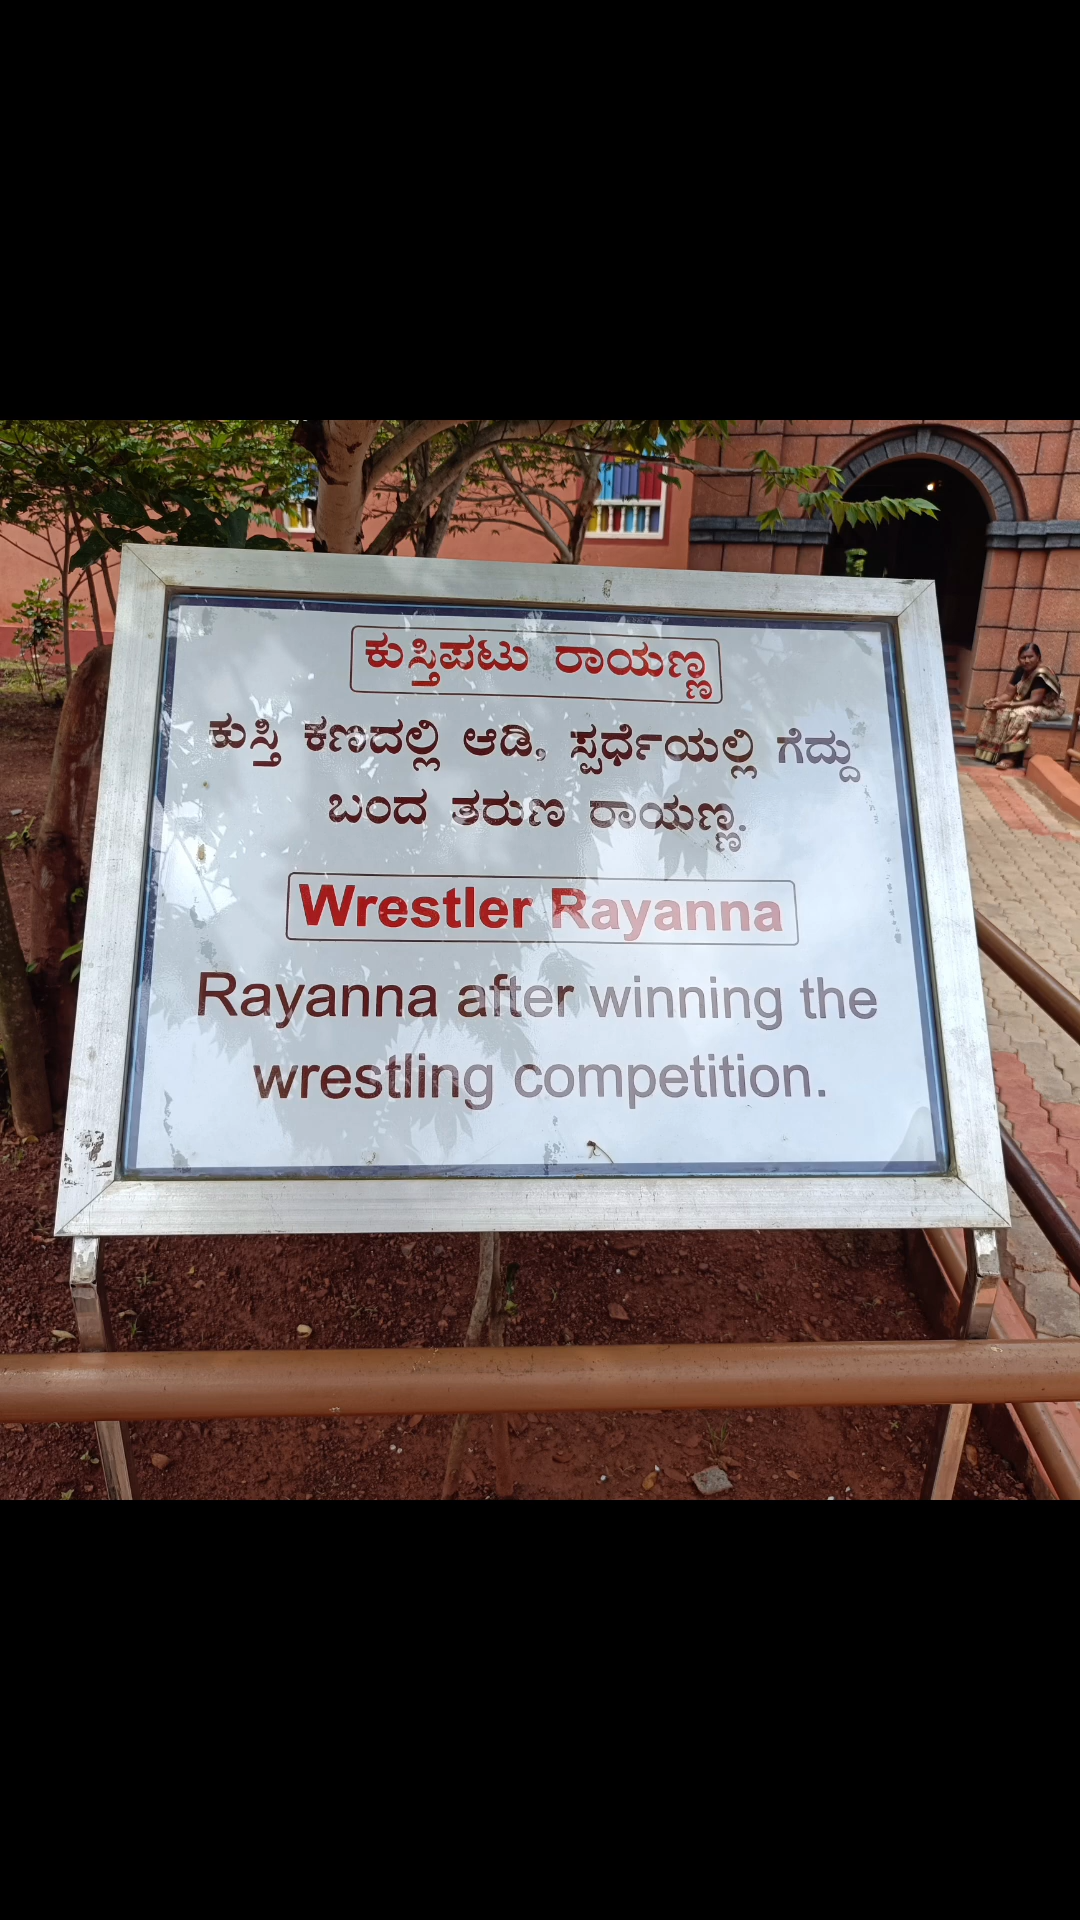 ಕುಸ್ತಿಪಟು ರಾಯಣ್ಣ
ಕುಸ್ತಿ ಕಣದಲ್ಲಿ ಆಡಿ, ಸ್ಪರ್ಧೆಯಲ್ಲಿ ಗೆದ್ದು
ಬಂದ ತರುಣ ರಾಯಣ್ಣ.
Wrestler Rayanna
Rayanna after winning the
wrestling competition.